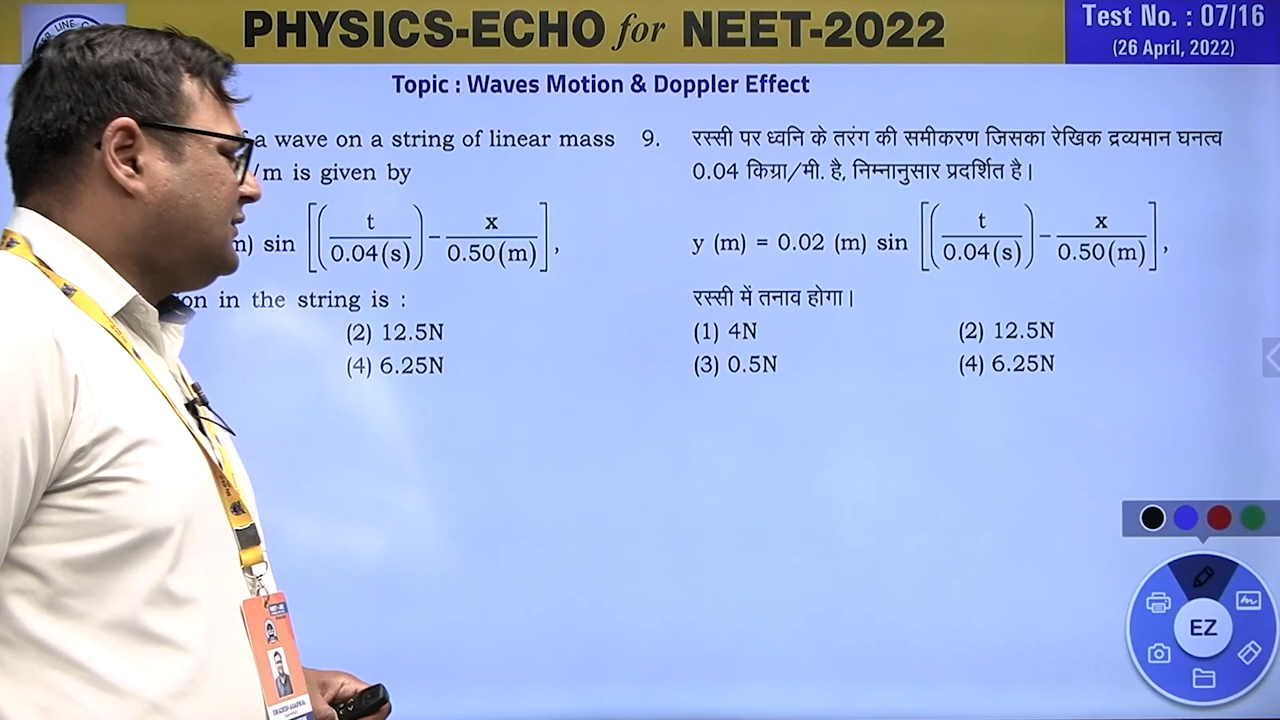 PHYSICS-ECHO for NEET-2022
Test No. : 07/16
(26 April, 2022)
Topic : Waves Motion & Doppler Effect
a wave on a string of linear mass
/m is given by
m) sin [(t/0.04(s)) − x/0.50(m)],
in the string is :
(2) 12.5N
(4) 6.25N
9. रस्सी पर ध्वनि के तरंग की समीकरण जिसका रेखिक द्रव्यमान घनत्व
0.04 किग्रा/मी. है, निम्नानुसार प्रदर्शित है।
y (m) = 0.02 (m) sin [(t/0.04(s)) − x/0.50(m)],
रस्सी में तनाव होगा।
(1) 4N (2) 12.5N
(3) 0.5N (4) 6.25N
EZ